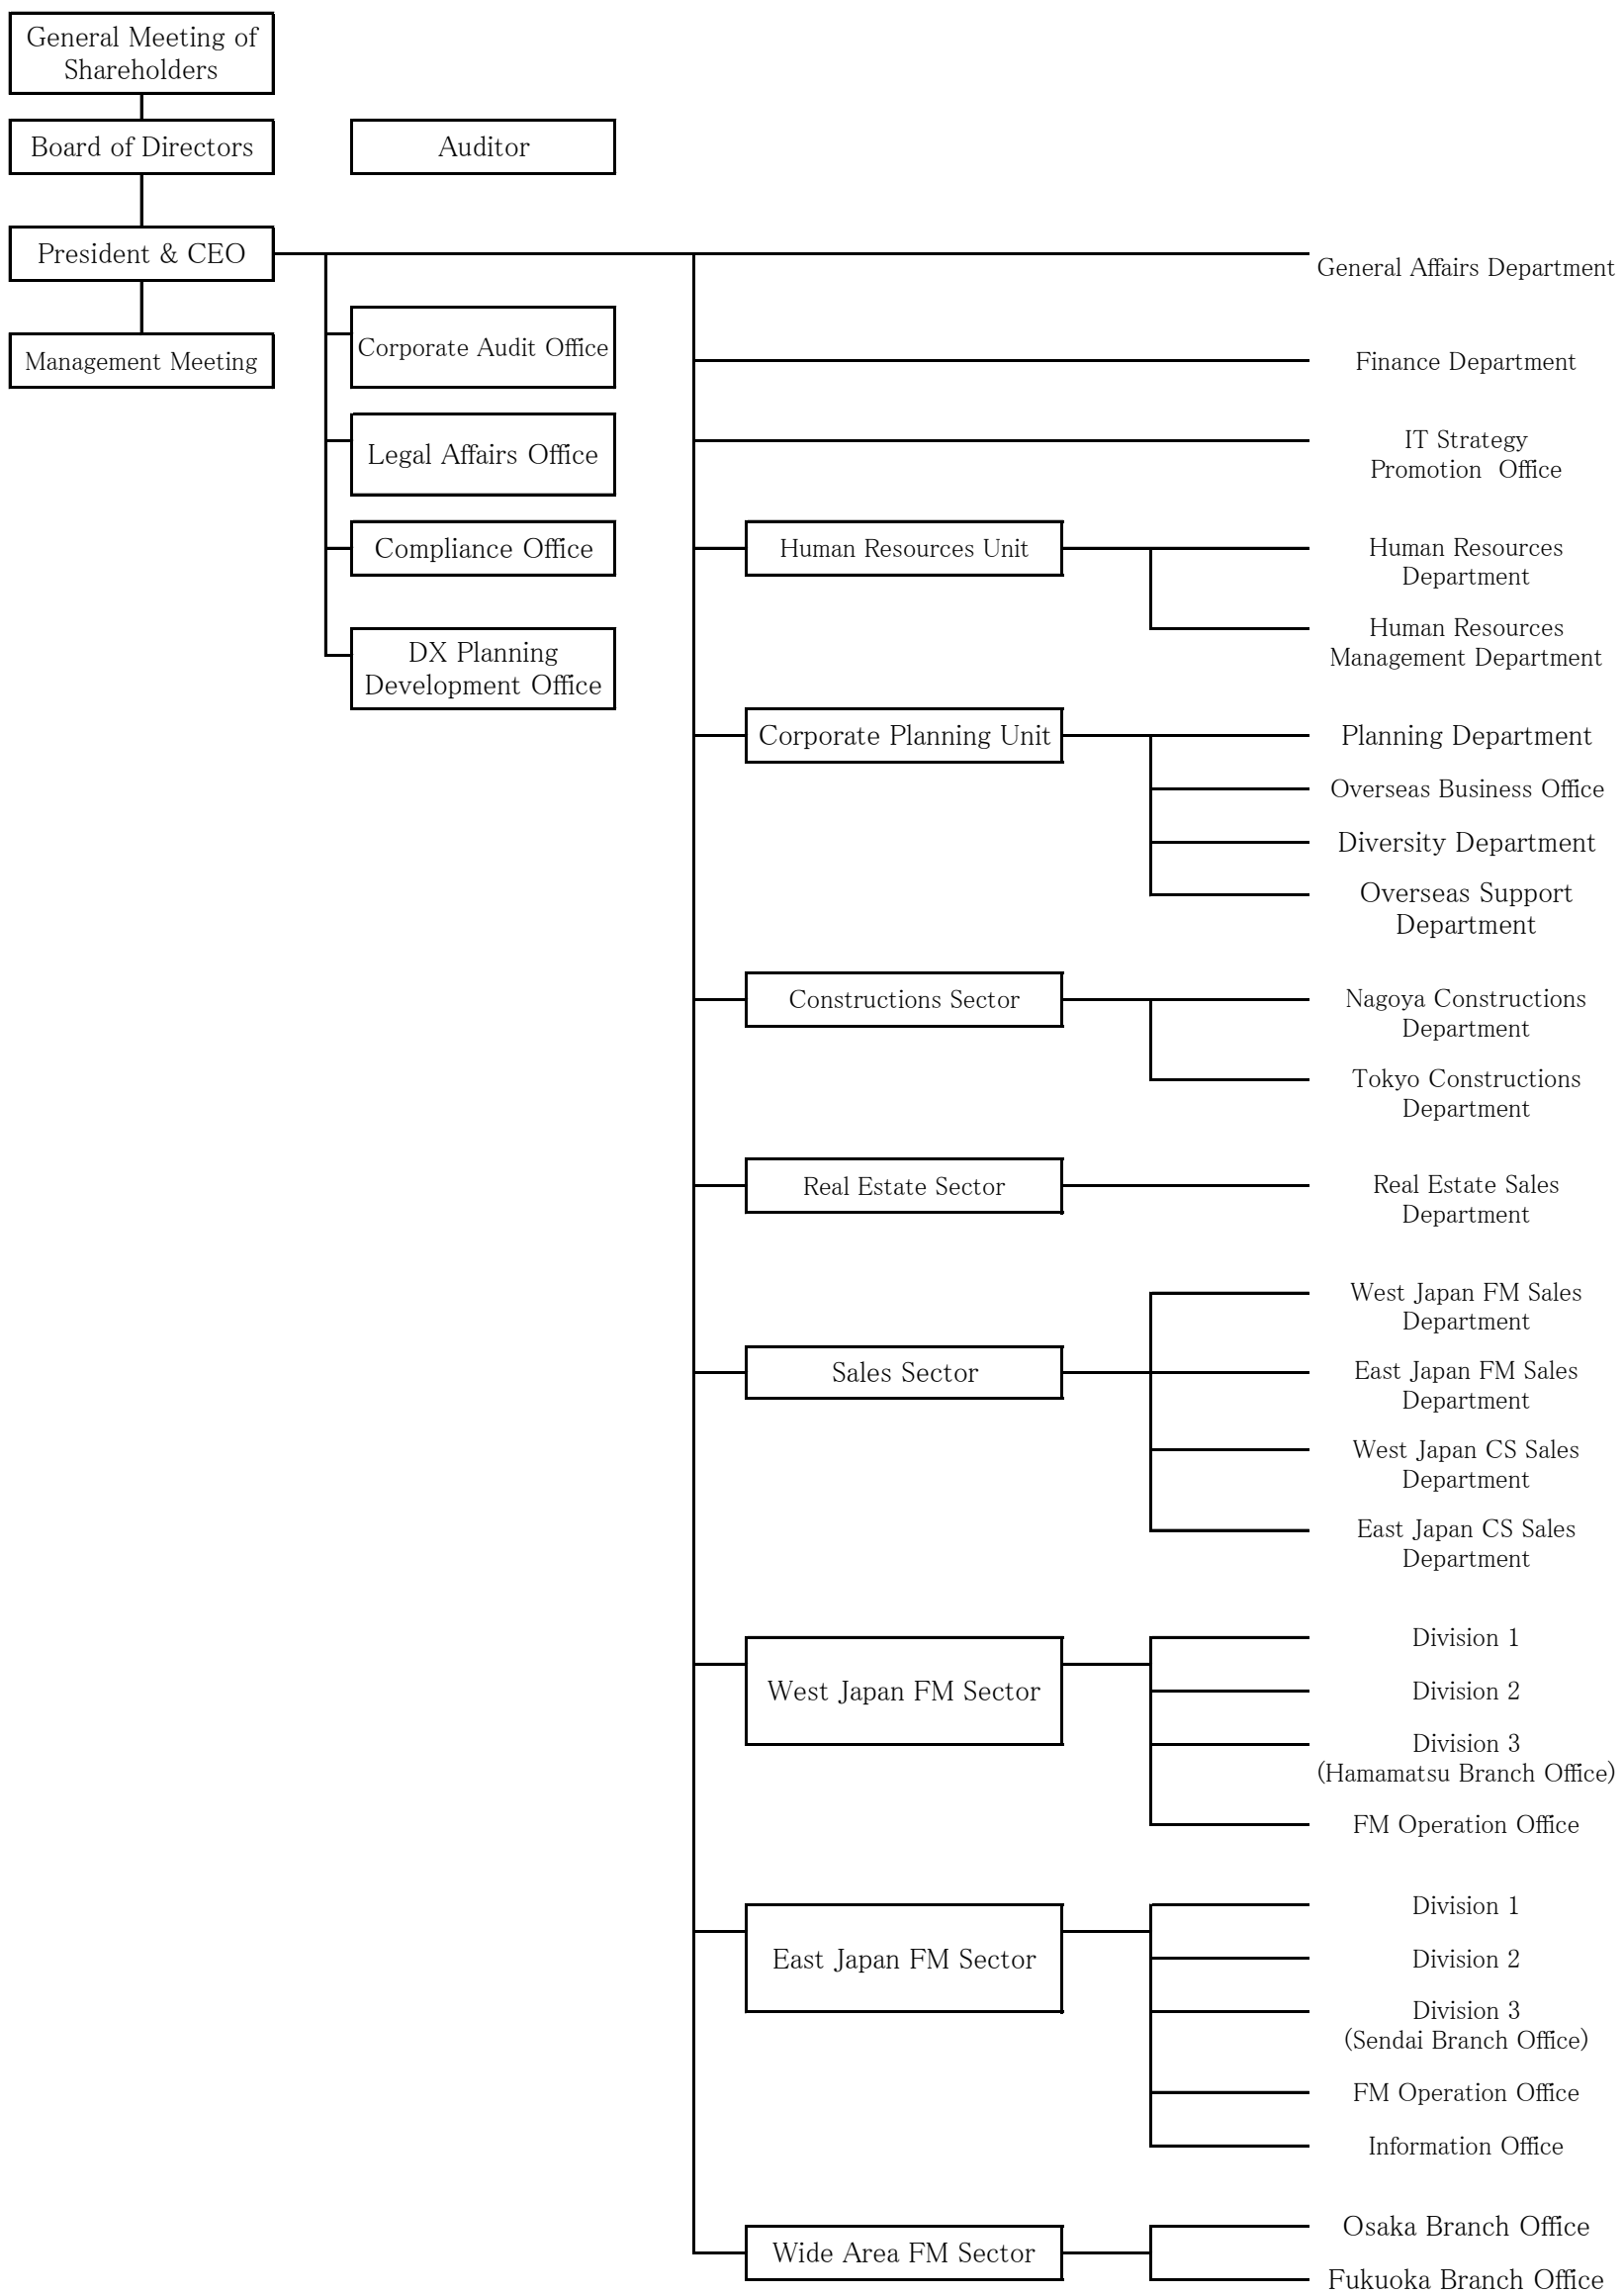 General Meeting of
Shareholders
Board of Directors
Auditor
President & CEO
General Affairs Department
Management Meeting
Corporate Audit Office
Finance Department
Legal Affairs Office
IT Strategy
Promotion  Office
Compliance Office
Human Resources Unit
Human Resources
Department
DX Planning
Development Office
Human Resources
Management Department
Corporate Planning Unit
Planning Department
Overseas Business Office
Diversity Department
Overseas Support
Department
Constructions Sector
Nagoya Constructions
Department
Tokyo Constructions
Department
Real Estate Sector
Real Estate Sales
Department
West Japan FM Sales
Department
Sales Sector
East Japan FM Sales
Department
West Japan CS Sales
Department
East Japan CS Sales
Department
West Japan FM Sector
Division 1
Division 2
Division 3
(Hamamatsu Branch Office)
FM Operation Office
East Japan FM Sector
Division 1
Division 2
Division 3
(Sendai Branch Office)
FM Operation Office
Information Office
Wide Area FM Sector
Osaka Branch Office
Fukuoka Branch Office